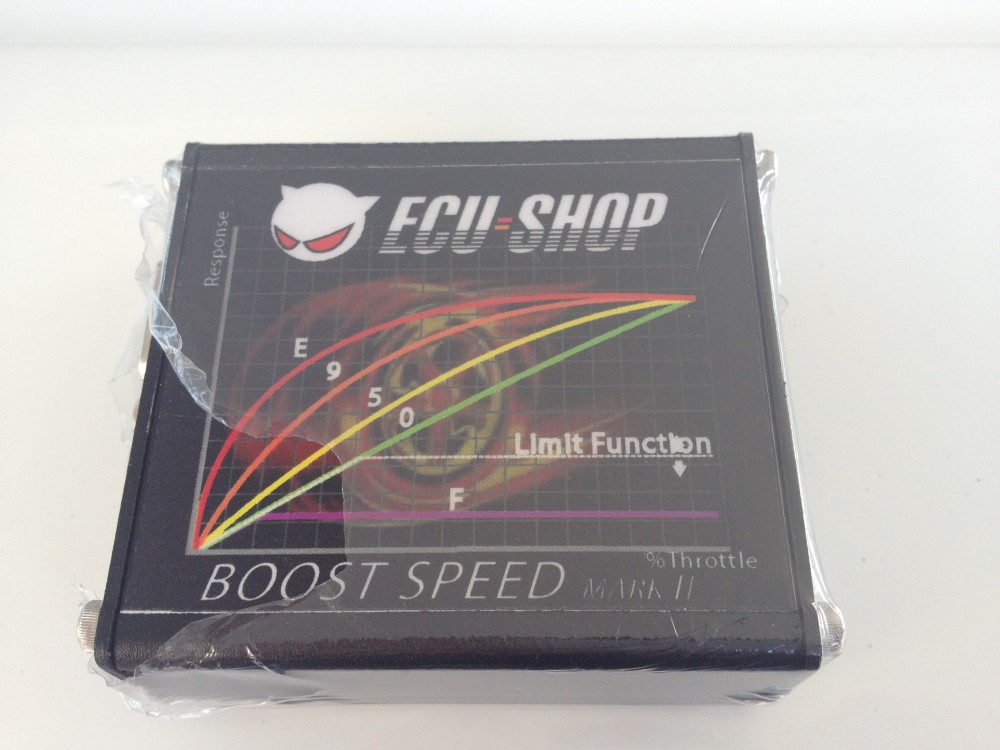 ECU=SHOP
Response
E
9
5
0
Limit Function
F
%Throttle
BOOST SPEED MARK II